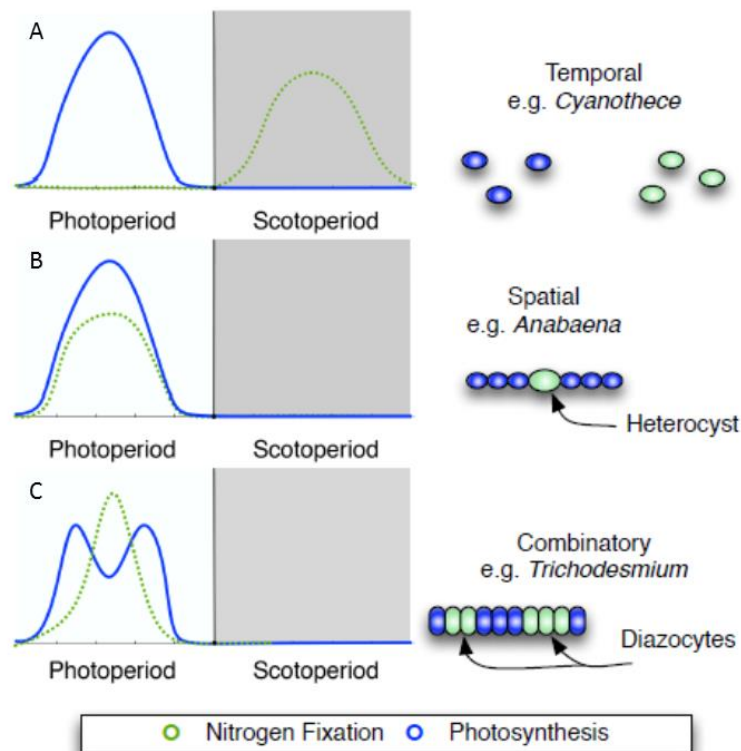 A
Temporal
e.g. Cyanothece
Photoperiod
Scotoperiod
B
Spatial
e.g. Anabaena
Heterocyst
Photoperiod
Scotoperiod
C
Combinatory
e.g. Trichodesmium
Diazocytes
Photoperiod
Scotoperiod
Nitrogen Fixation
Photosynthesis